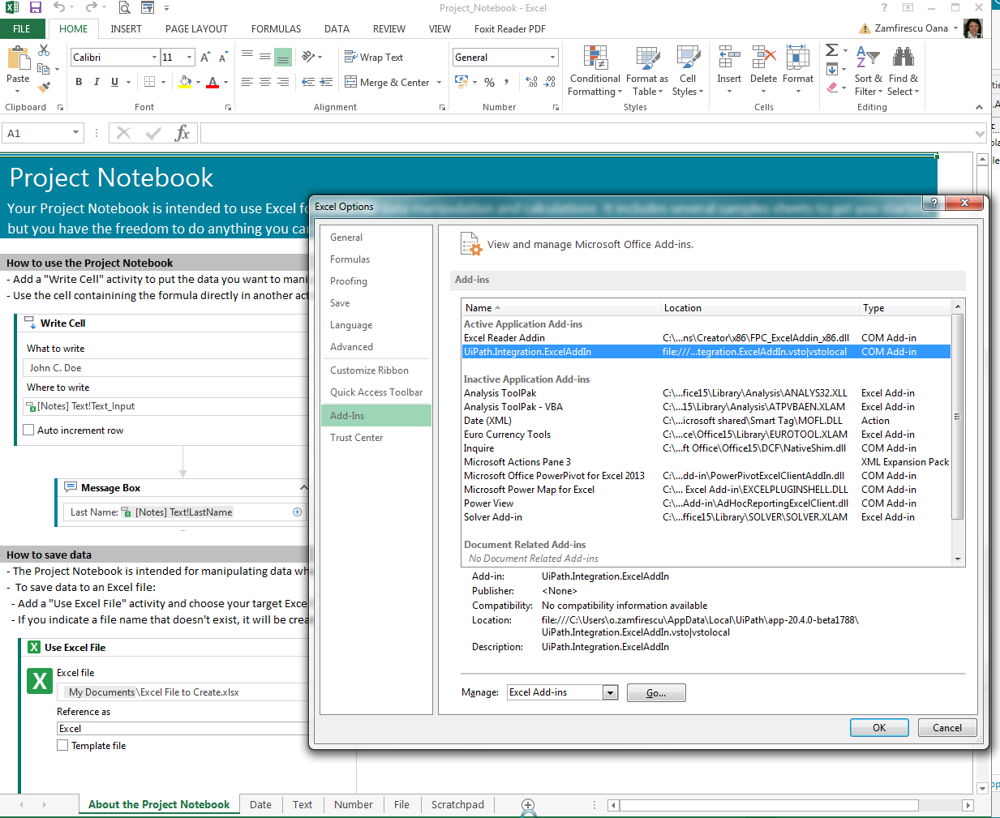 Project_Notebook - Excel
FILE HOME INSERT PAGE LAYOUT FORMULAS DATA REVIEW VIEW Foxit Reader PDF Zamfirescu Oana
Calibri 11 Wrap Text General
Paste B I U Merge & Center % , Conditional Formatting Format as Table Cell Styles Insert Delete Format Sort & Filter Find & Select
Clipboard Font Alignment Number Styles Cells Editing
A1 fx
Project Notebook
Your Project Notebook is intended to use Excel fo data manipulation and calculations. It includes several samples sheets to get you started,
but you have the freedom to do anything you ca
How to use the Project Notebook
- Add a "Write Cell" activity to put the data you want to mani
- Use the cell containining the formula directly in another act
Write Cell
What to write
John C. Doe
Where to write
[Notes] Text!Text_Input
Auto increment row
Message Box
Last Name: [Notes] Text!LastName
How to save data
- The Project Notebook is intended for manipulating data wh
- To save data to an Excel file:
- Add a "Use Excel File" activity and choose your target Exce
- If you indicate a file name that doesn't exist, it will be crea
Use Excel File
Excel file
My Documents\Excel File to Create.xlsx
Reference as
Excel
Template file
About the Project Notebook Date Text Number File Scratchpad
Excel Options
General
Formulas
Proofing
Save
Language
Advanced
Customize Ribbon
Quick Access Toolbar
Add-Ins
Trust Center
View and manage Microsoft Office Add-ins.
Add-ins
Name Location Type
Active Application Add-ins
Excel Reader Addin C:\...ns\Creator\x86\FPC_ExcelAddin_x86.dll COM Add-in
UiPath.Integration.ExcelAddIn file:///...tegration.ExcelAddIn.vsto|vstolocal COM Add-in
Inactive Application Add-ins
Analysis ToolPak C:\...fice15\Library\Analysis\ANALYS32.XLL Excel Add-in
Analysis ToolPak - VBA C:\...15\Library\Analysis\ATPVBAEN.XLAM Excel Add-in
Date (XML) C:\...icrosoft shared\Smart Tag\MOFL.DLL Action
Euro Currency Tools C:\...ce\Office15\Library\EUROTOOL.XLAM Excel Add-in
Inquire C:\...ft Office\Office15\DCF\NativeShim.dll COM Add-in
Microsoft Actions Pane 3 XML Expansion Pack
Microsoft Office PowerPivot for Excel 2013 C:\...dd-in\PowerPivotExcelClientAddIn.dll COM Add-in
Microsoft Power Map for Excel C:\... Excel Add-in\EXCELPLUGINSHELL.DLL COM Add-in
Power View C:\...Add-in\AdHocReportingExcelClient.dll COM Add-in
Solver Add-in C:\...ffice15\Library\SOLVER\SOLVER.XLAM Excel Add-in
Document Related Add-ins
No Document Related Add-ins
Add-in: UiPath.Integration.ExcelAddIn
Publisher: <None>
Compatibility: No compatibility information available
Location: file:///C:\Users\o.zamfirescu\AppData\Local\UiPath\app-20.4.0-beta1788\
UiPath.Integration.ExcelAddIn.vsto|vstolocal
Description: UiPath.Integration.ExcelAddIn
Manage: Excel Add-ins Go...
OK Cancel